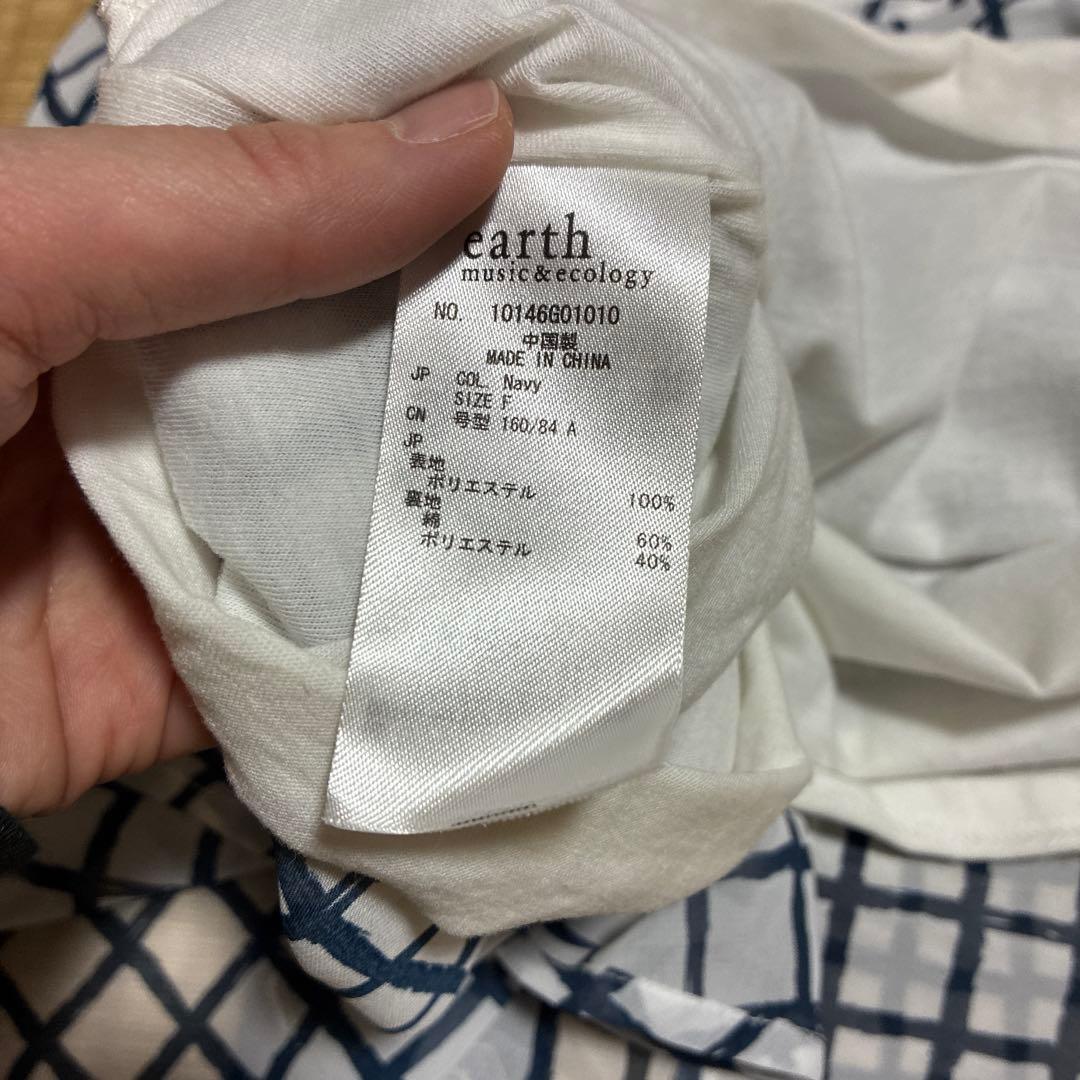 earth
music&ecology
NO. 10146G01010
中国製
MADE IN CHINA
JP COL. Navy
SIZE F
CN 号型 160/84 A
JP
表地
ポリエステル 100%
裏地
綿 60%
ポリエステル 40%